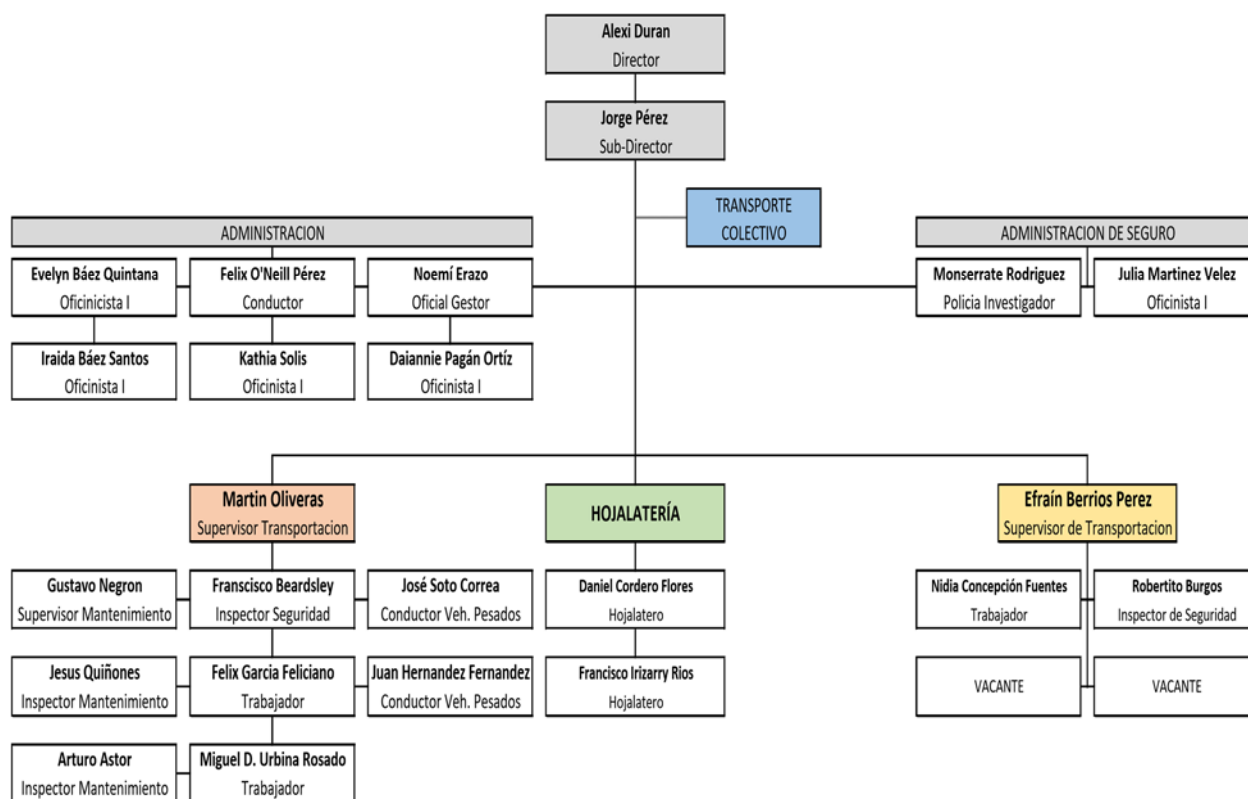 Alexi Duran
Director
Jorge Pérez
Sub-Director
TRANSPORTE
COLECTIVO
ADMINISTRACION
ADMINISTRACION DE SEGURO
Evelyn Báez Quintana
Oficinicista I
Felix O'Neill Pérez
Conductor
Noemí Erazo
Oficial Gestor
Monserrate Rodriguez
Policia Investigador
Julia Martinez Velez
Oficinista I
Iraida Báez Santos
Oficinista I
Kathia Solis
Oficinista I
Daiannie Pagán Ortíz
Oficinista I
Martin Oliveras
Supervisor Transportacion
HOJALATERÍA
Efraín Berrios Perez
Supervisor de Transportacion
Gustavo Negron
Supervisor Mantenimiento
Franscisco Beardsley
Inspector Seguridad
José Soto Correa
Conductor Veh. Pesados
Daniel Cordero Flores
Hojalatero
Nidia Concepción Fuentes
Trabajador
Robertito Burgos
Inspector de Seguridad
Jesus Quiñones
Inspector Mantenimiento
Felix Garcia Feliciano
Trabajador
Juan Hernandez Fernandez
Conductor Veh. Pesados
Francisco Irizarry Rios
Hojalatero
VACANTE
VACANTE
Arturo Astor
Inspector Mantenimiento
Miguel D. Urbina Rosado
Trabajador